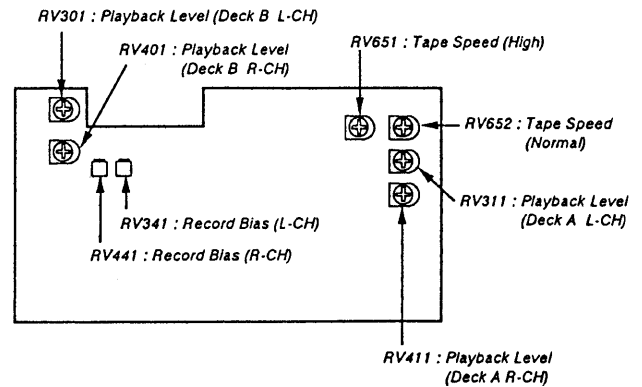 RV301 : Playback Level (Deck B L-CH)
RV401 : Playback Level
(Deck B R-CH)
RV651 : Tape Speed (High)
RV652 : Tape Speed
(Normal)
RV311 : Playback Level
(Deck A L-CH)
RV341 : Record Bias (L-CH)
RV441 : Record Bias (R-CH)
RV411 : Playback Level
(Deck A R-CH)